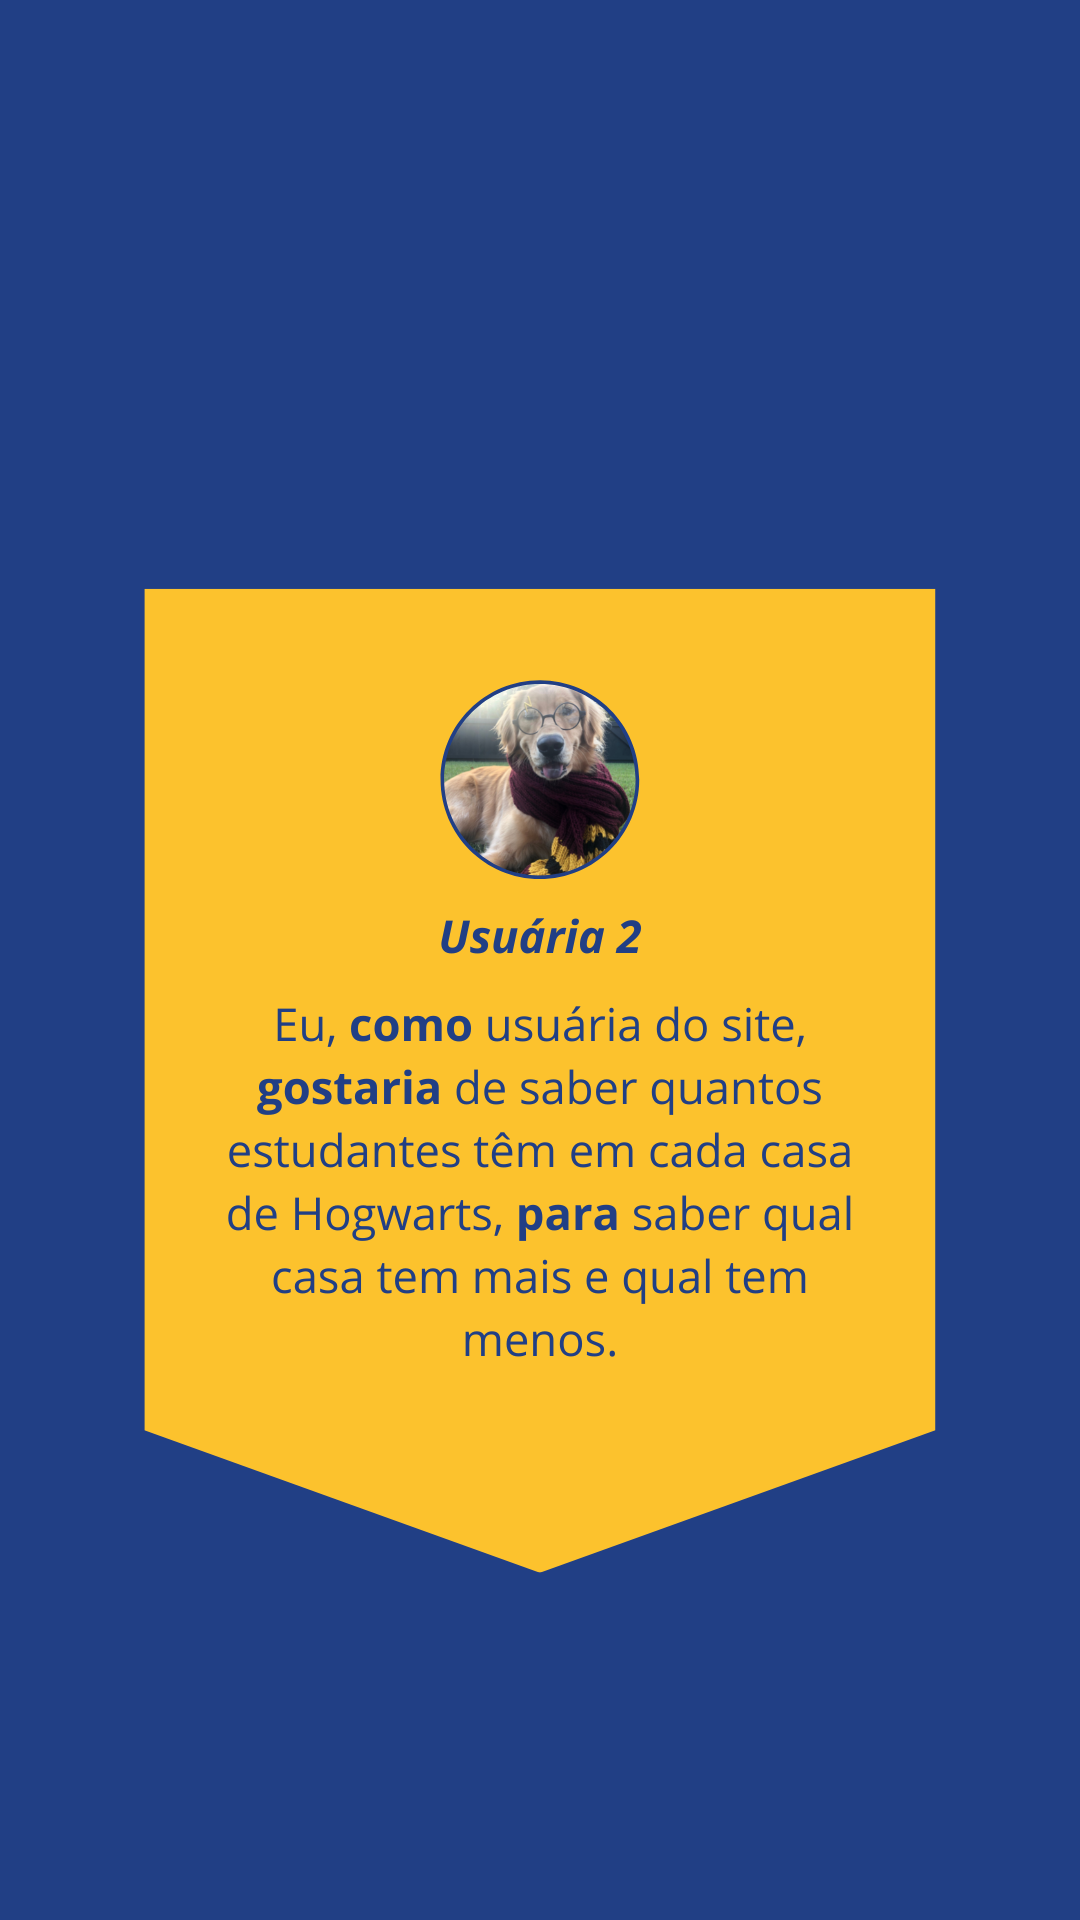 Usuária 2
Eu, como usuária do site,
gostaria de saber quantos
estudantes têm em cada casa
de Hogwarts, para saber qual
casa tem mais e qual tem
menos.